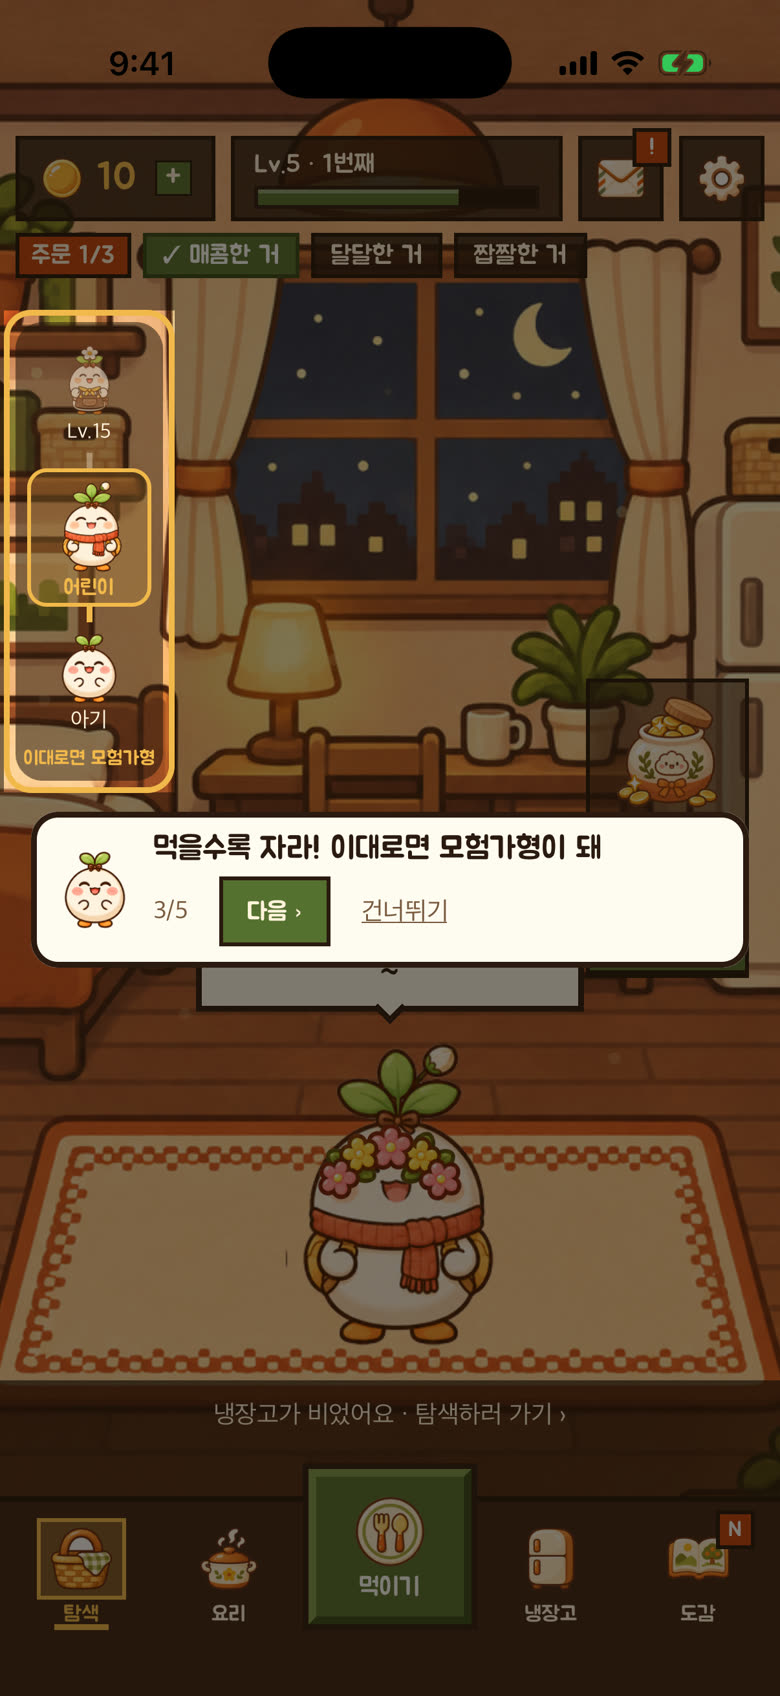 9:41
10 +
Lv.5 · 1번째
!
주문 1/3
✓ 매콤한 거
달달한 거
짭짤한 거
Lv.15
어린이
아기
이대로면 모험가형
먹을수록 자라! 이대로면 모험가형이 돼
3/5
다음 ›
건너뛰기
~
냉장고가 비었어요 · 탐색하러 가기 ›
탐색
요리
먹이기
냉장고
N
도감